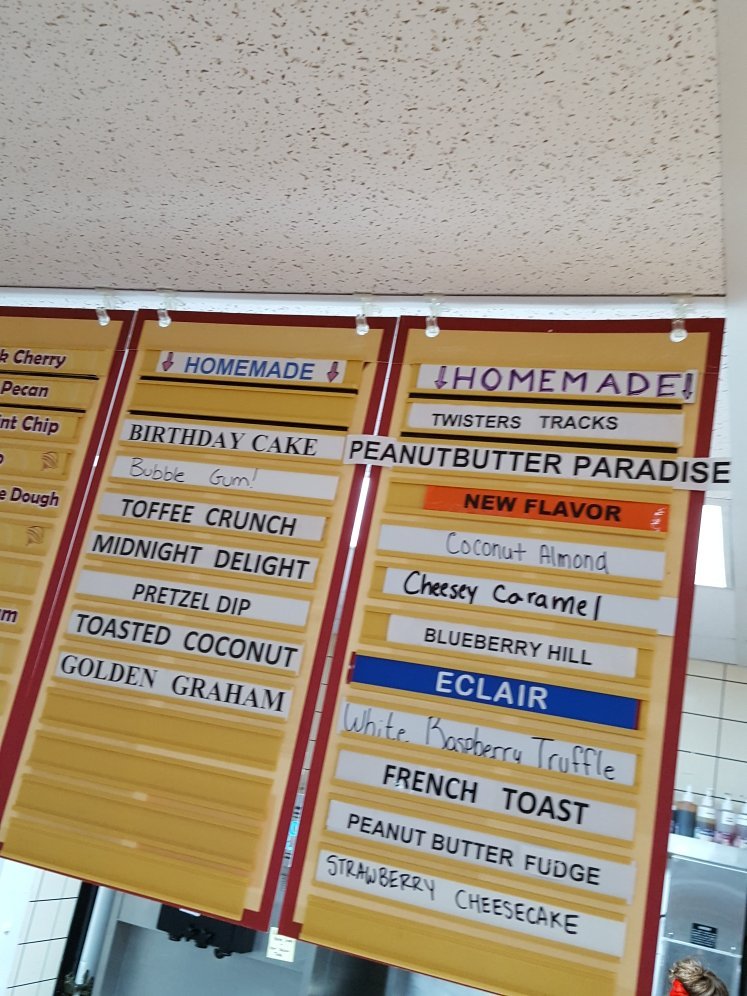 k Cherry
Pecan
int Chip
e Dough
HOMEMADE
BIRTHDAY CAKE
Bubble Gum!
TOFFEE CRUNCH
MIDNIGHT DELIGHT
PRETZEL DIP
TOASTED COCONUT
GOLDEN GRAHAM
HOMEMADE
TWISTERS TRACKS
PEANUTBUTTER PARADISE
NEW FLAVOR
Coconut Almond
Cheesey Caramel
BLUEBERRY HILL
ECLAIR
White Raspberry Truffle
FRENCH TOAST
PEANUT BUTTER FUDGE
STRAWBERRY CHEESECAKE